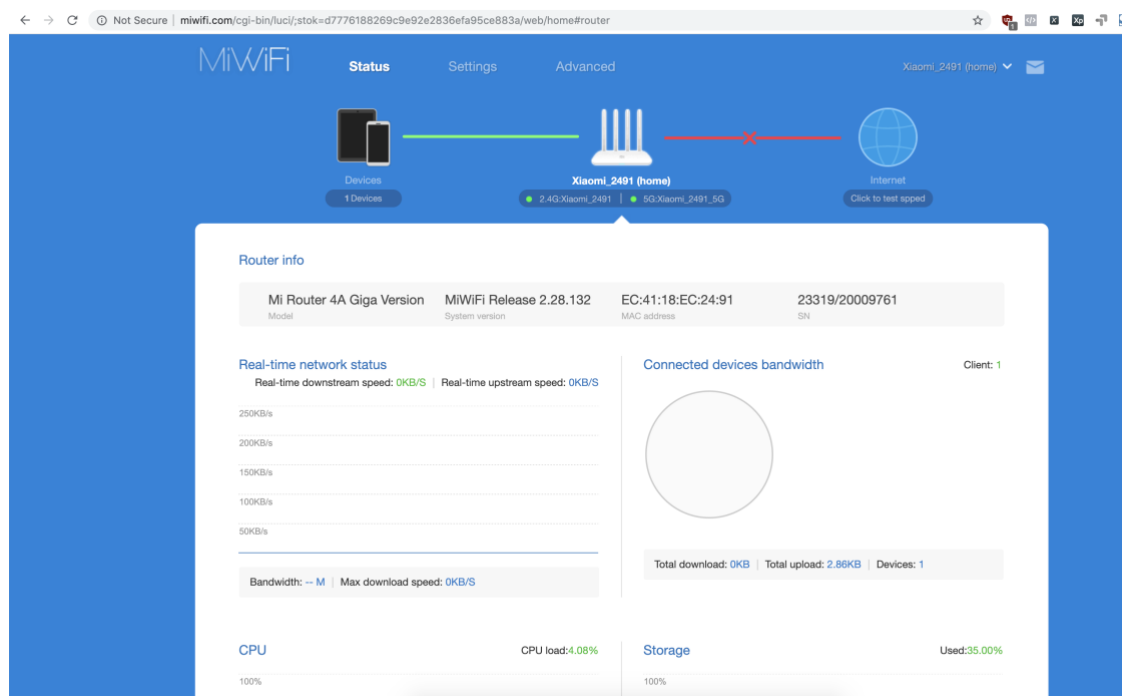 Not Secure | miwifi.com/cgi-bin/luci/;stok=d7776188269c9e92e2836efa95ce883a/web/home#router
MiWiFi Status Settings Advanced Xiaomi_2491 (home)
Devices Xiaomi_2491 (home) Internet
1 Devices 2.4G:Xiaomi_2491 | 5G:Xiaomi_2491_5G Click to test spped
Router info
Mi Router 4A Giga Version MiWiFi Release 2.28.132 EC:41:18:EC:24:91 23319/20009761
Model System version MAC address SN
Real-time network status
Real-time downstream speed: 0KB/S | Real-time upstream speed: 0KB/S
250KB/s
200KB/s
150KB/s
100KB/s
50KB/s
Bandwidth: -- M | Max download speed: 0KB/S
Connected devices bandwidth Client: 1
Total download: 0KB | Total upload: 2.86KB | Devices: 1
CPU CPU load:4.08%
100%
Storage Used:35.00%
100%